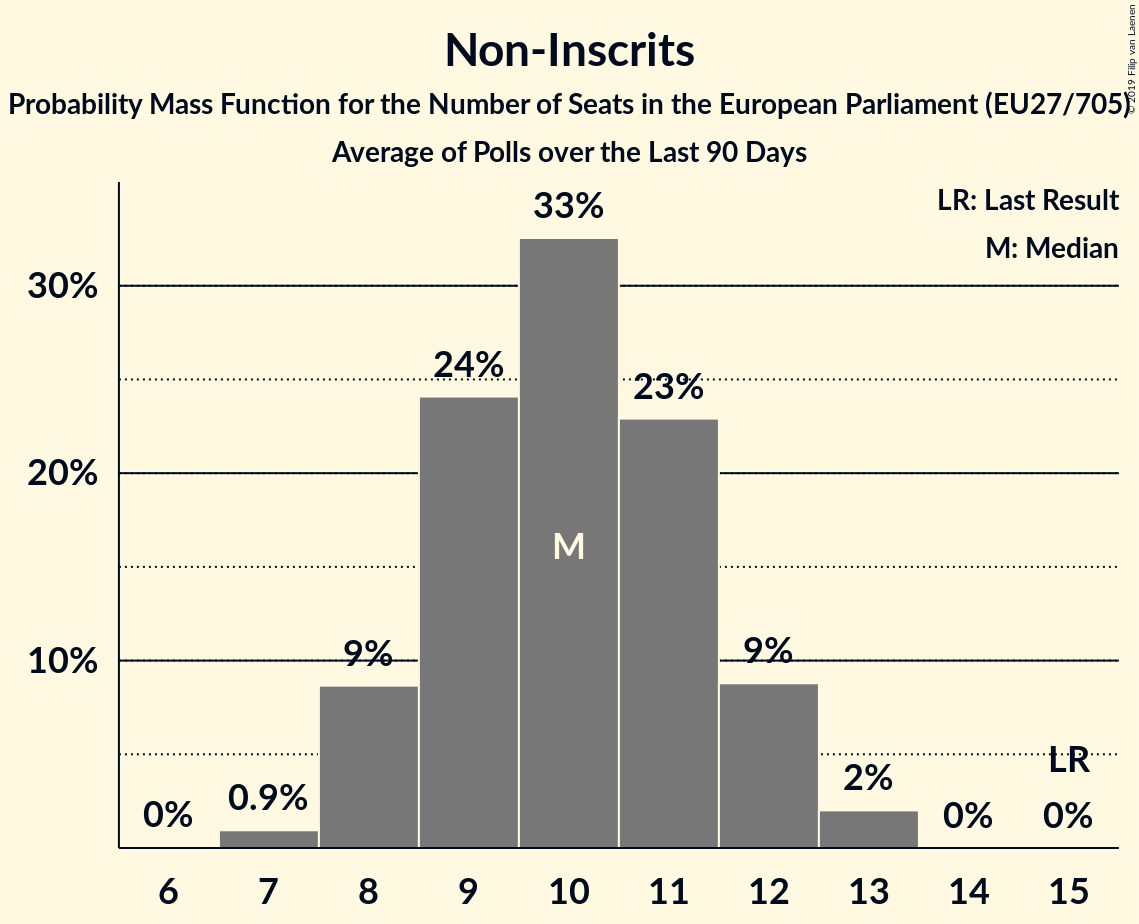 Non-Inscrits
Probability Mass Function for the Number of Seats in the European Parliament (EU27/705)
Average of Polls over the Last 90 Days
© 2019 Filip van Laenen
LR: Last Result
M: Median
33%
30%
24%
23%
20%
M
10%
9%
9%
LR
0%
0.9%
2%
0%
0%
6 7 8 9 10 11 12 13 14 15